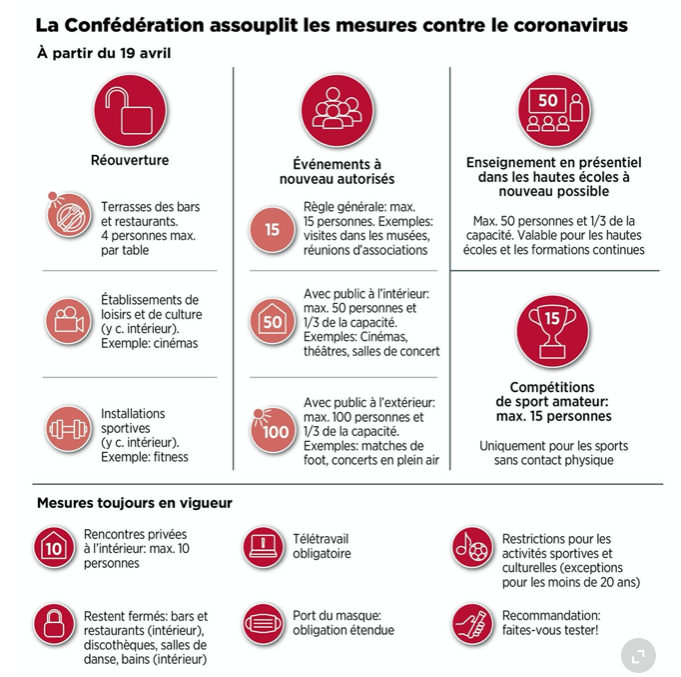 La Confédération assouplit les mesures contre le coronavirus
À partir du 19 avril
Réouverture
Terrasses des bars
et restaurants.
4 personnes max.
par table
Établissements de
loisirs et de culture
(y c. intérieur).
Exemple: cinémas
Installations
sportives
(y c. intérieur).
Exemple: fitness
Événements à
nouveau autorisés
15
Règle générale: max.
15 personnes. Exemples:
visites dans les musées,
réunions d'associations
50
Avec public à l'intérieur:
max. 50 personnes et
1/3 de la capacité.
Exemples: Cinémas,
théâtres, salles de concert
100
Avec public à l'extérieur:
max. 100 personnes et
1/3 de la capacité.
Exemples: matches de
foot, concerts en plein air
50
Enseignement en présentiel
dans les hautes écoles à
nouveau possible
Max. 50 personnes et 1/3 de la
capacité. Valable pour les hautes
écoles et les formations continues
15
Compétitions
de sport amateur:
max. 15 personnes
Uniquement pour les sports
sans contact physique
Mesures toujours en vigueur
10
Rencontres privées
à l'intérieur: max. 10
personnes
Télétravail
obligatoire
Restrictions pour les
activités sportives et
culturelles (exceptions
pour les moins de 20 ans)
Restent fermés: bars et
restaurants (intérieur),
discothèques, salles de
danse, bains (intérieur)
Port du masque:
obligation étendue
Recommandation:
faites-vous tester!